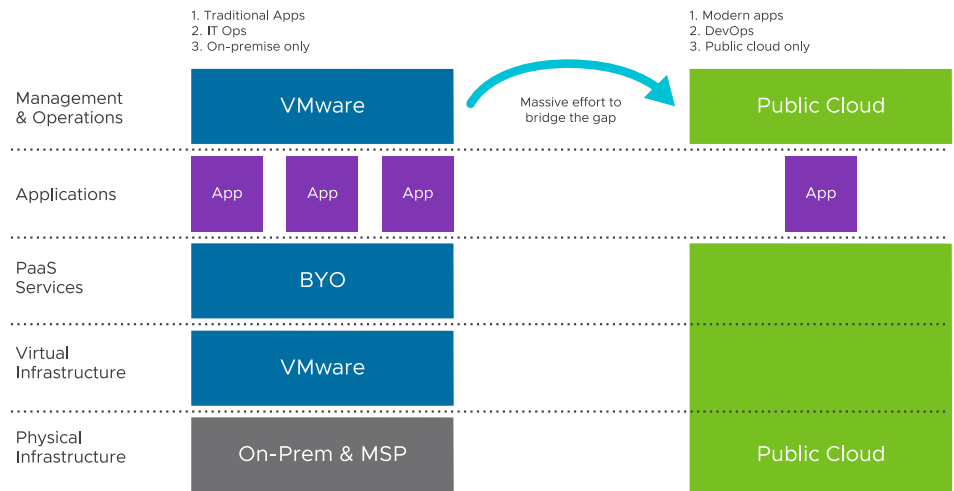 1. Traditional Apps
2. IT Ops
3. On-premise only
1. Modern apps
2. DevOps
3. Public cloud only
Management
& Operations
VMware
Massive effort to
bridge the gap
Public Cloud
Applications
App
App
App
App
PaaS
Services
BYO
Virtual
Infrastructure
VMware
Physical
Infrastructure
On-Prem & MSP
Public Cloud